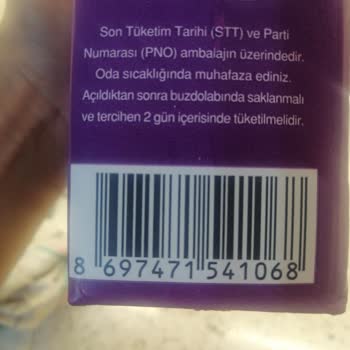 Son Tüketim Tarihi (STT) ve Parti
Numarası (PNO) ambalajın üzerindedir.
Oda sıcaklığında muhafaza ediniz.
Açıldıktan sonra buzdolabında saklanmalı
ve tercihen 2 gün içerisinde tüketilmelidir.
8 697471 541068